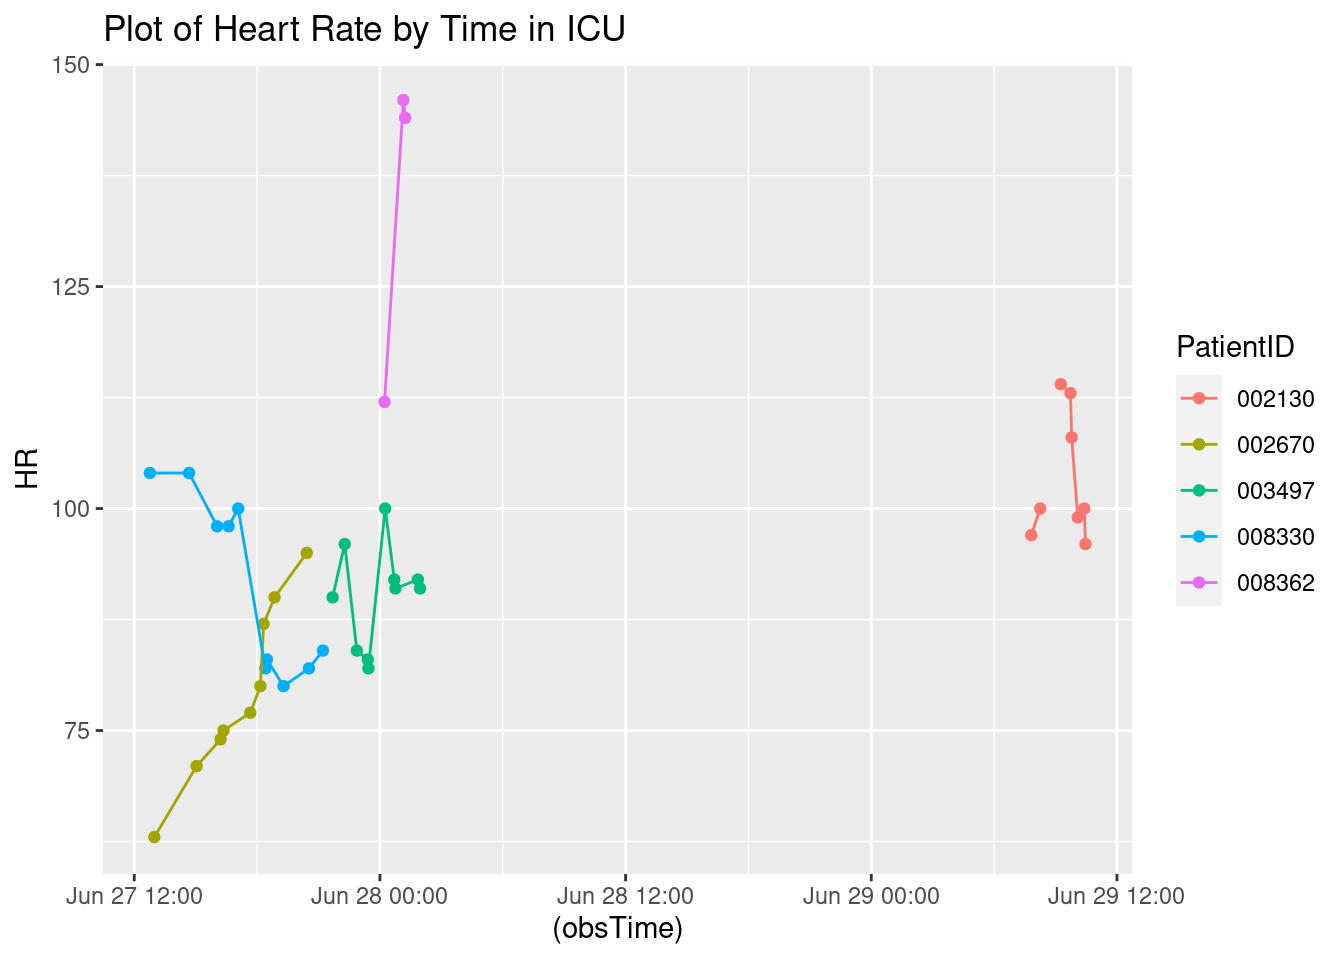 Plot of Heart Rate by Time in ICU
150
125
100
75
HR
Jun 27 12:00
Jun 28 00:00
Jun 28 12:00
Jun 29 00:00
Jun 29 12:00
(obsTime)
PatientID
002130
002670
003497
008330
008362